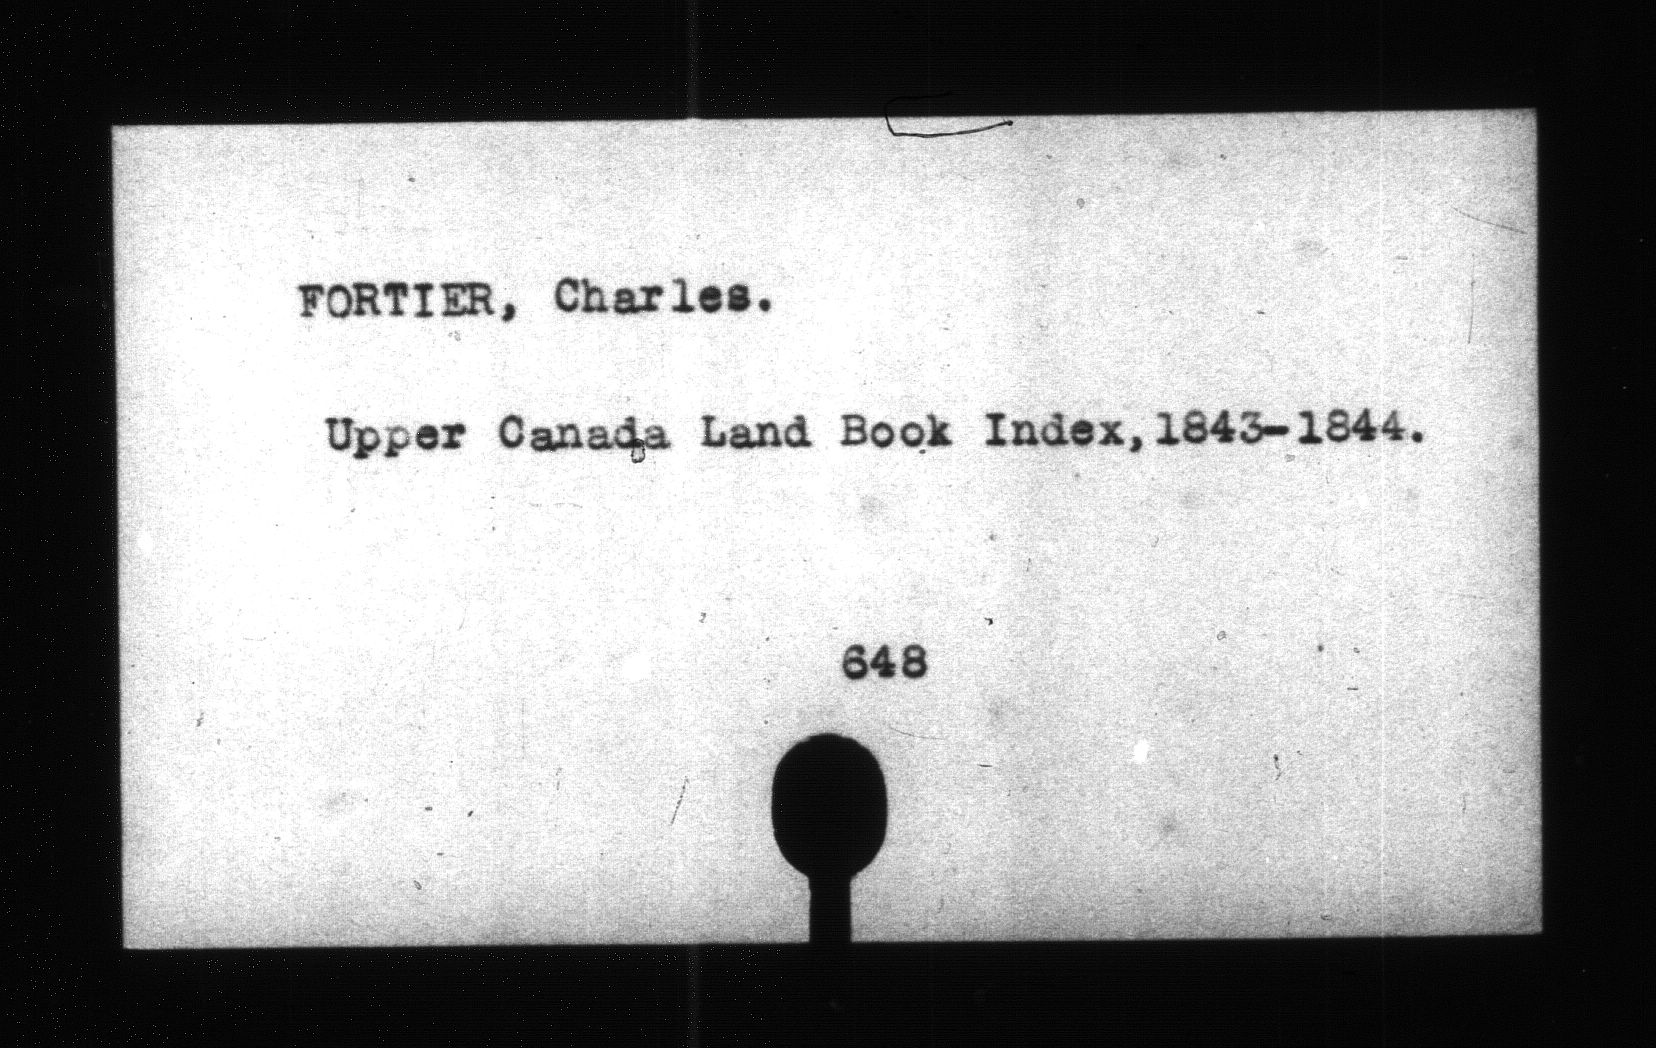 FORTIER, Charles.
Upper Canada Land Book Index,1843-1844.
648